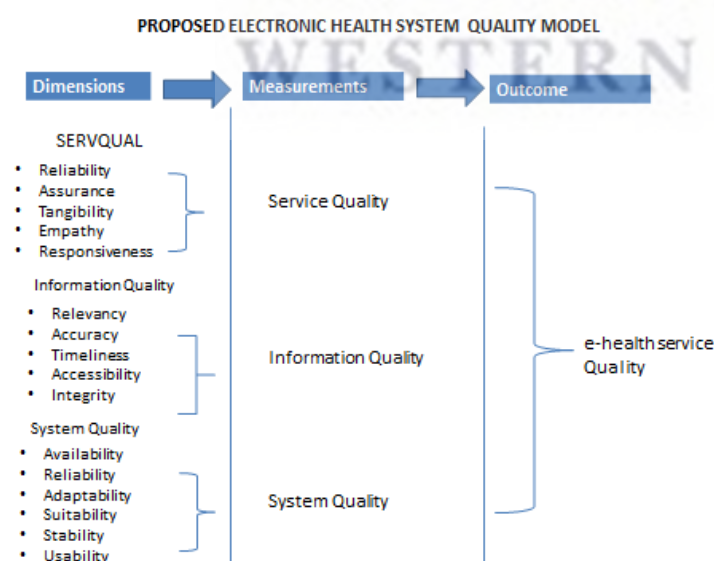 PROPOSED ELECTRONIC HEALTH SYSTEM QUALITY MODEL
WESTERN
Dimensions
Measurements
Outcome
SERVQUAL
• Reliability
• Assurance
• Tangibility
• Empathy
• Responsiveness
Service Quality
Information Quality
• Relevancy
• Accuracy
• Timeliness
• Accessibility
• Integrity
Information Quality
e-health service
Quality
System Quality
• Availability
• Reliability
• Adaptability
• Suitability
• Stability
• Usability
System Quality